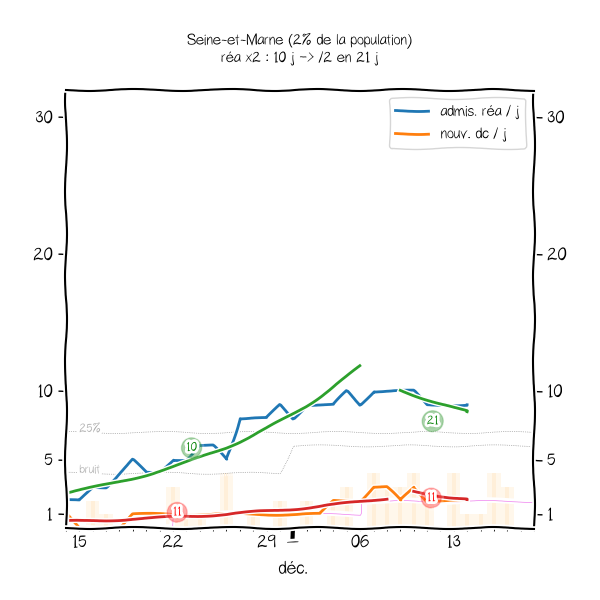 Seine-et-Marne (2% de la population)
réa x2 : 10 j -> /2 en 21 j
admis. réa / j
nouv. dc / j
30 30
20 20
10 10
25%
10
21
5 5
bruit
11
11
1 1
15 22 29 06 13
déc.